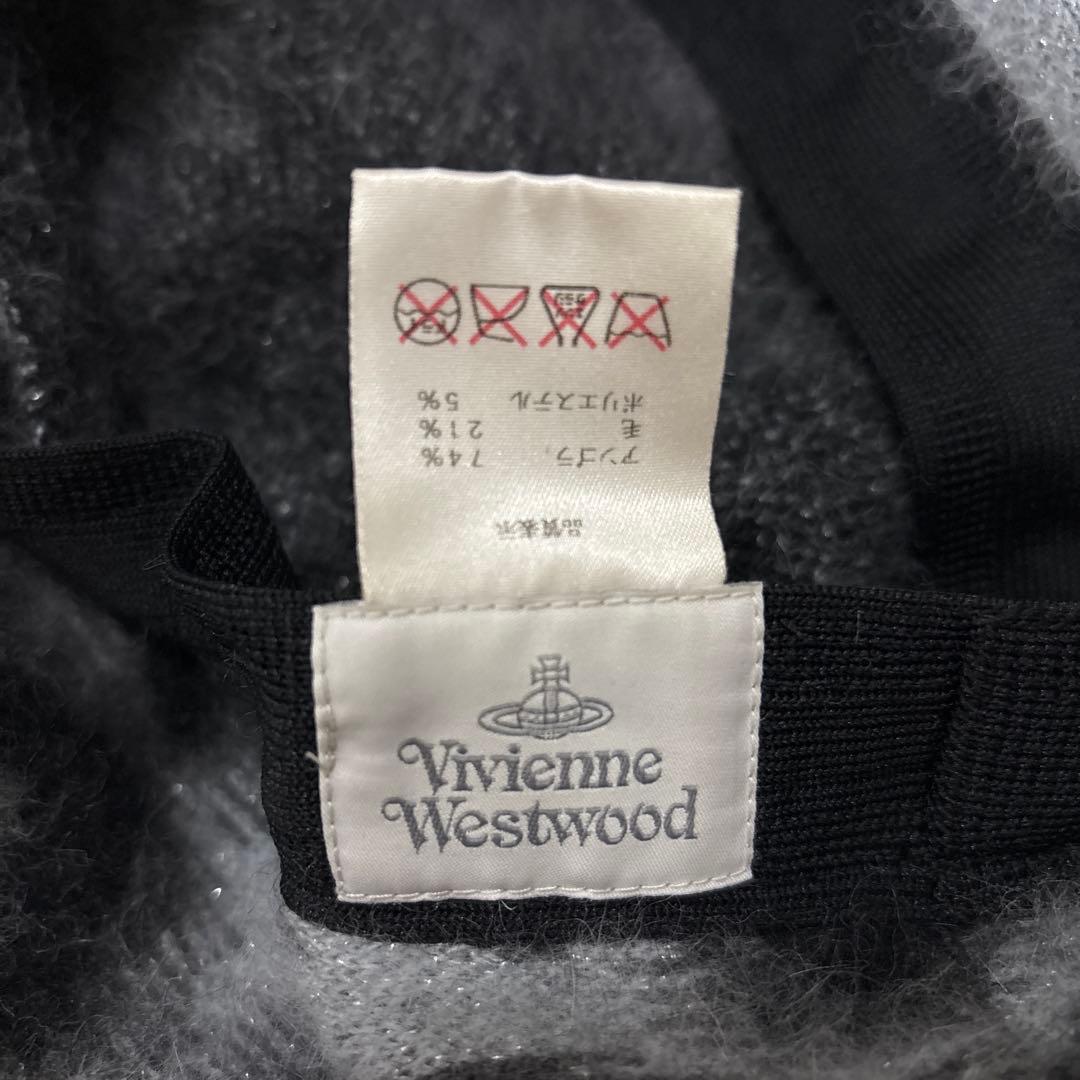 品質表示
アンゴラ 74%
毛 21%
ポリエステル 5%
Vivienne
Westwood